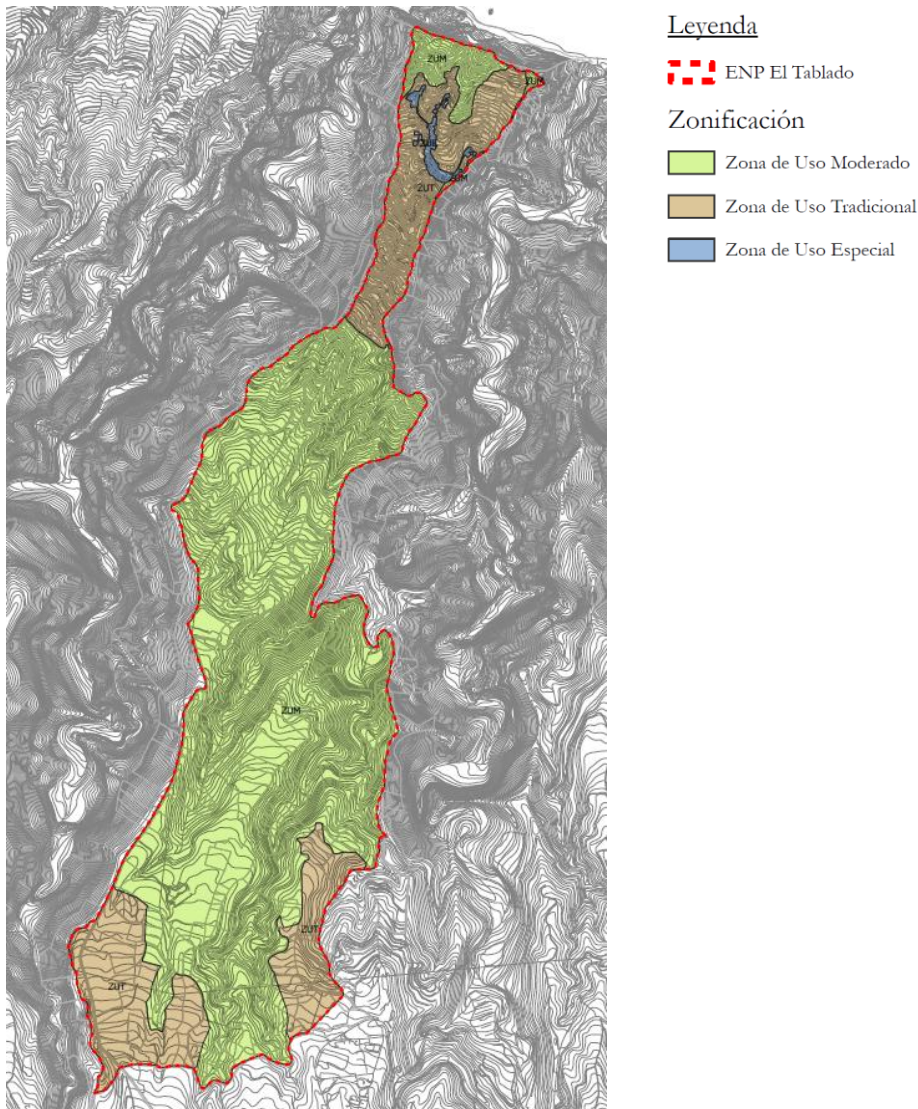 ZUM
ZUM
ZUM
ZUT
ZUM
ZUT
ZUT
Leyenda
ENP El Tablado
Zonificación
Zona de Uso Moderado
Zona de Uso Tradicional
Zona de Uso Especial